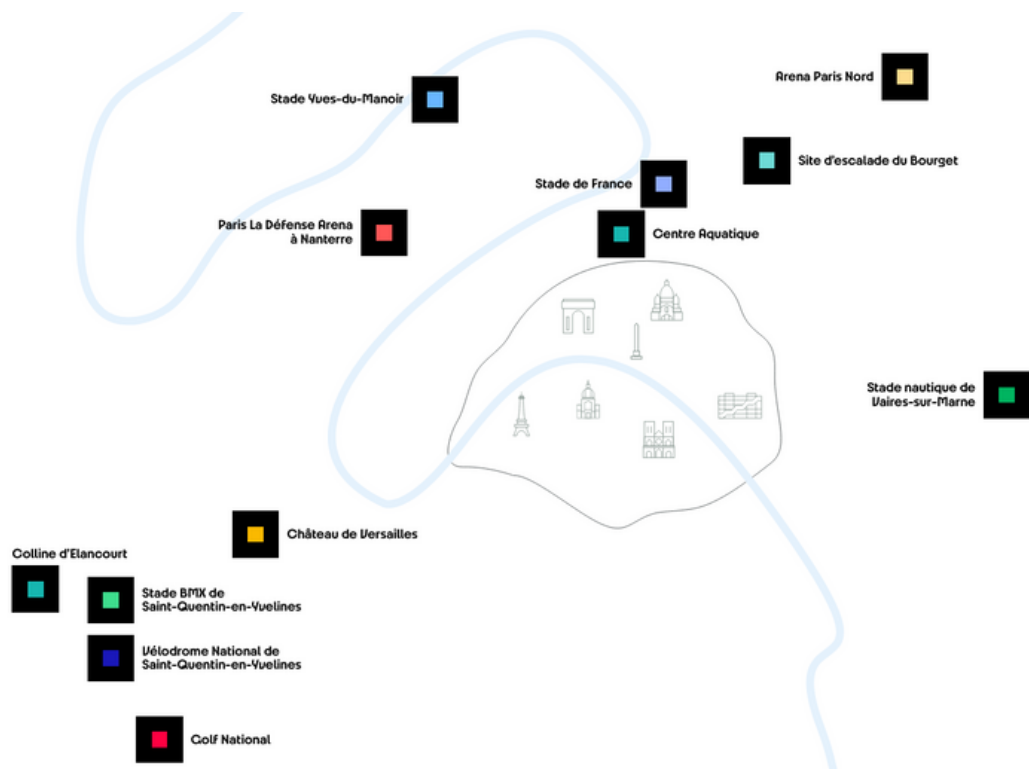 Arena Paris Nord
Stade Yves-du-Manoir
Site d'escalade du Bourget
Stade de France
Paris La Défense Arena
à Nanterre
Centre Aquatique
Stade nautique de
Vaires-sur-Marne
Château de Versailles
Colline d'Elancourt
Stade BMX de
Saint-Quentin-en-Yvelines
Vélodrome National de
Saint-Quentin-en-Yvelines
Golf National